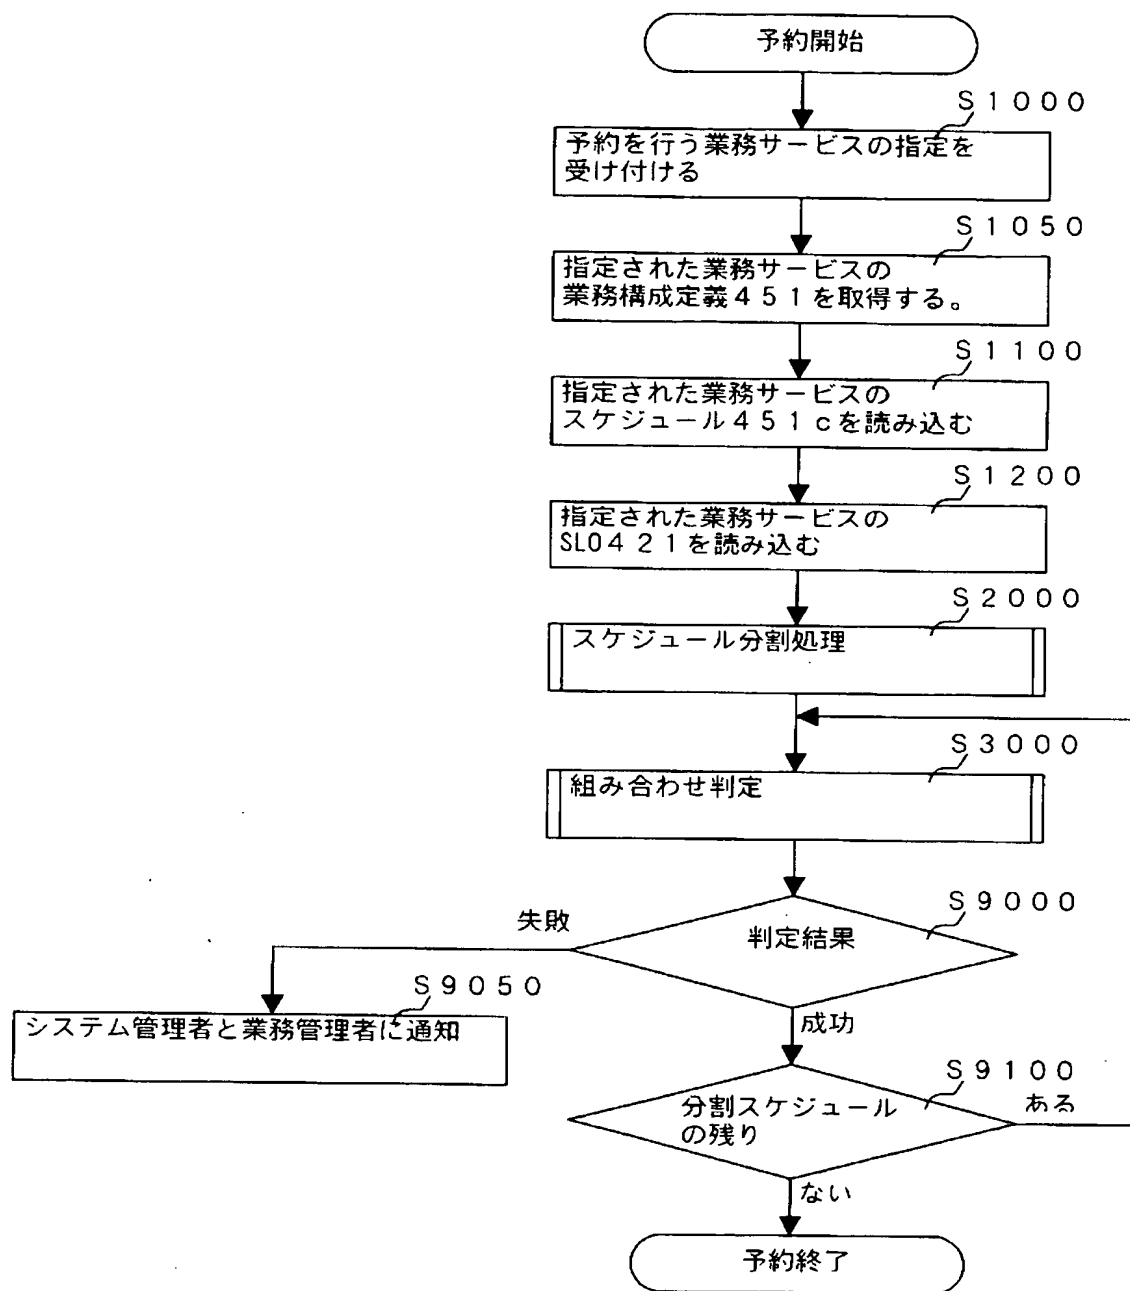 予約開始
S1000
予約を行う業務サービスの指定を
受け付ける
S1050
指定された業務サービスの
業務構成定義451を取得する。
S1100
指定された業務サービスの
スケジュール451cを読み込む
S1200
指定された業務サービスの
SLO421を読み込む
S2000
スケジュール分割処理
S3000
組み合わせ判定
S9000
失敗
判定結果
S9050
システム管理者と業務管理者に通知
成功
S9100
分割スケジュール
の残り
ある
ない
予約終了